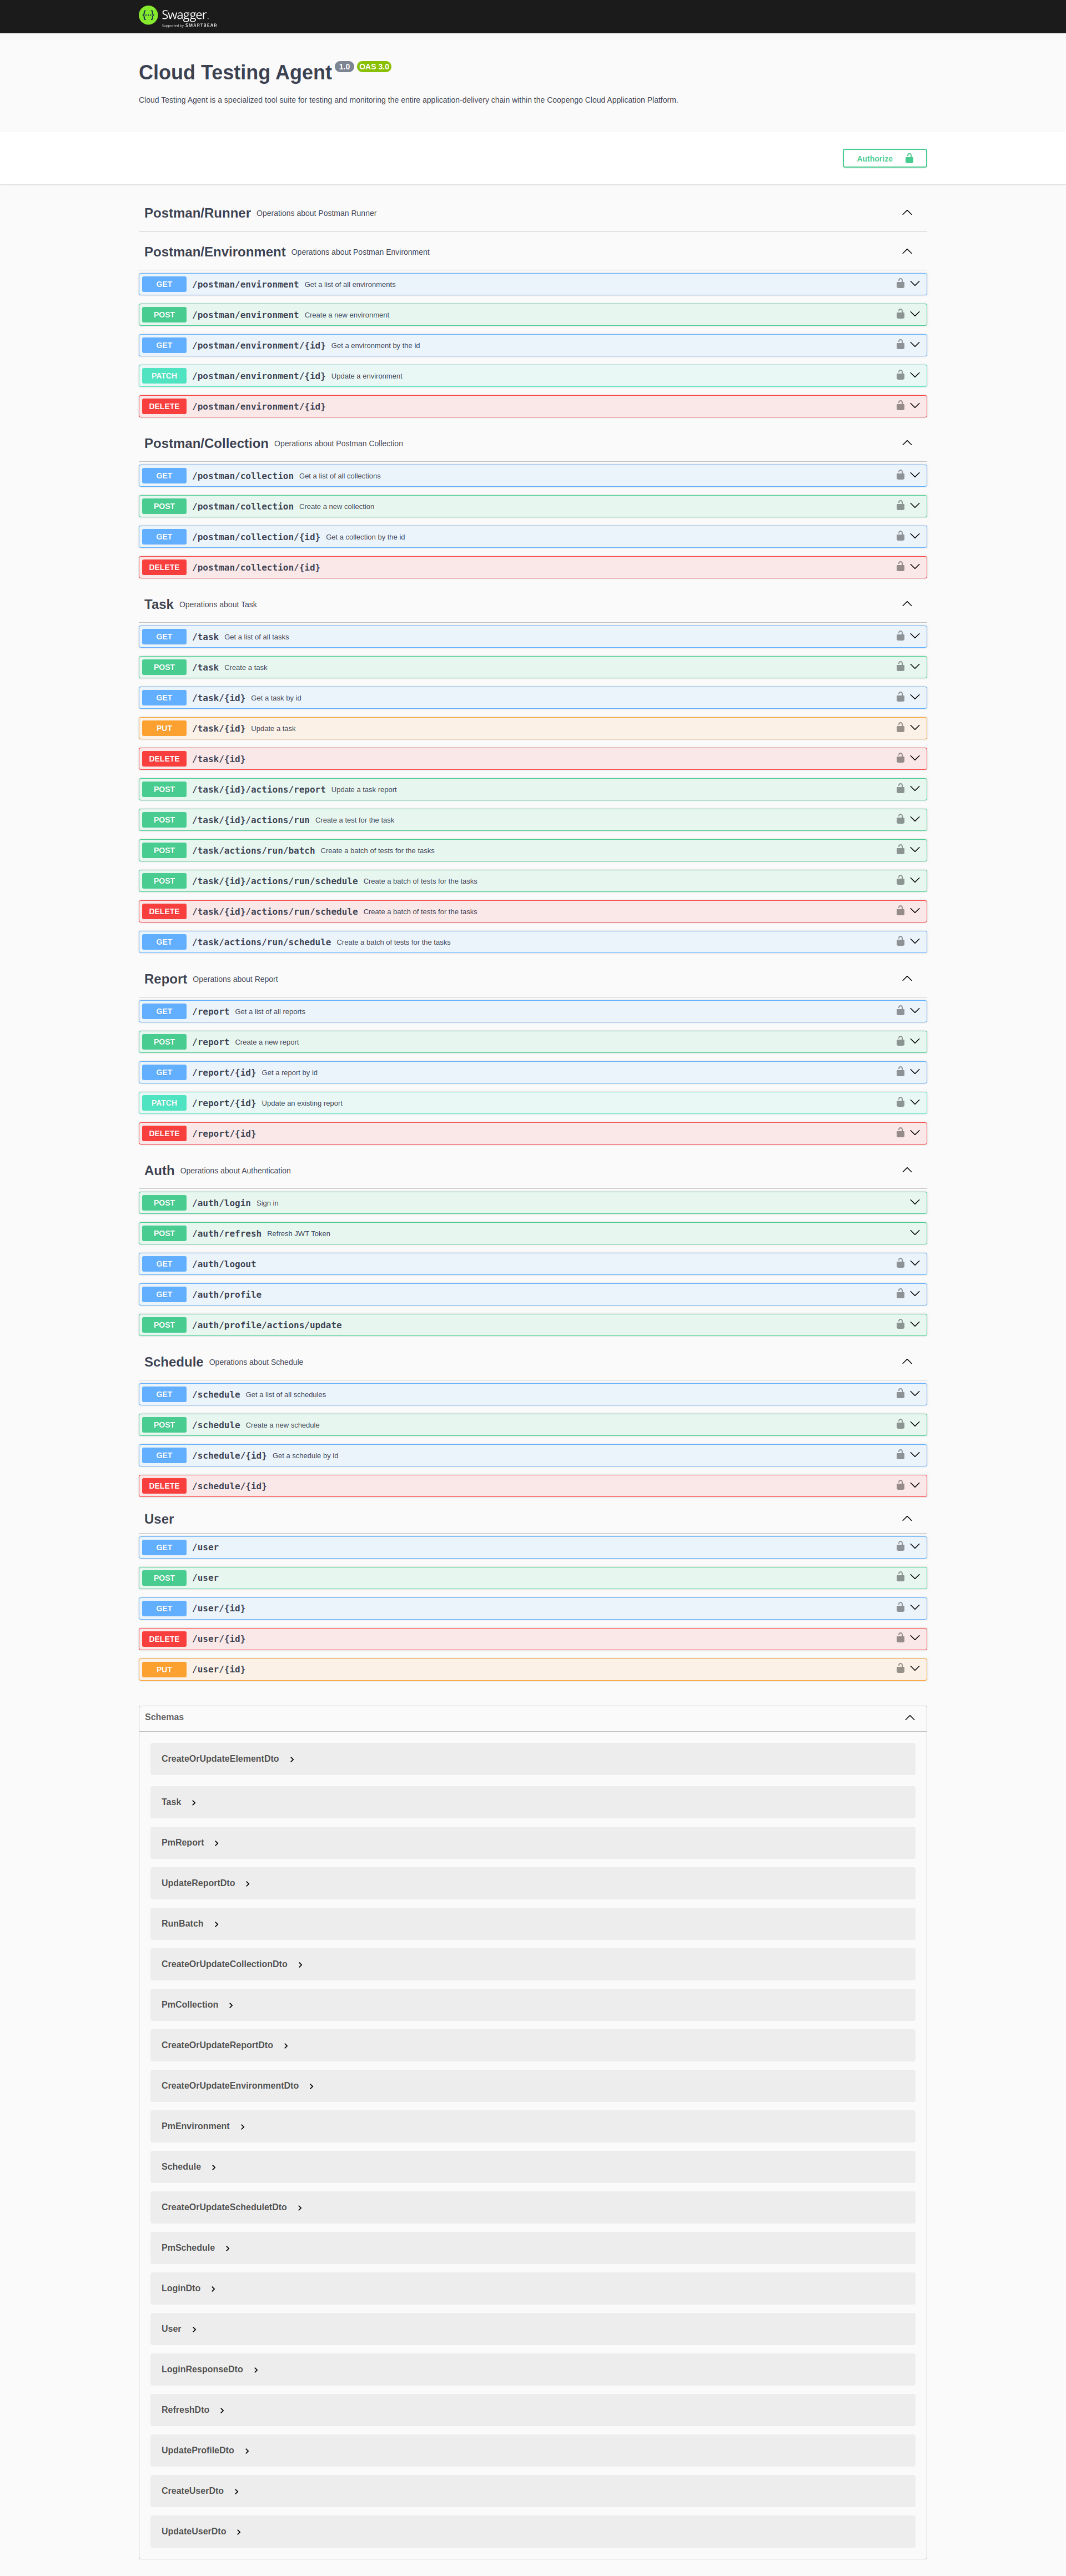 Swagger.
Supported by SMARTBEAR
Cloud Testing Agent 1.0 OAS 3.0
Cloud Testing Agent is a specialized tool suite for testing and monitoring the entire application-delivery chain within the Coopengo Cloud Application Platform.
Authorize
Postman/Runner Operations about Postman Runner
Postman/Environment Operations about Postman Environment
GET /postman/environment Get a list of all environments
POST /postman/environment Create a new environment
GET /postman/environment/{id} Get a environment by the id
PATCH /postman/environment/{id} Update a environment
DELETE /postman/environment/{id}
Postman/Collection Operations about Postman Collection
GET /postman/collection Get a list of all collections
POST /postman/collection Create a new collection
GET /postman/collection/{id} Get a collection by the id
DELETE /postman/collection/{id}
Task Operations about Task
GET /task Get a list of all tasks
POST /task Create a task
GET /task/{id} Get a task by id
PUT /task/{id} Update a task
DELETE /task/{id}
POST /task/{id}/actions/report Update a task report
POST /task/{id}/actions/run Create a test for the task
POST /task/actions/run/batch Create a batch of tests for the tasks
POST /task/{id}/actions/run/schedule Create a batch of tests for the tasks
DELETE /task/{id}/actions/run/schedule Create a batch of tests for the tasks
GET /task/actions/run/schedule Create a batch of tests for the tasks
Report Operations about Report
GET /report Get a list of all reports
POST /report Create a new report
GET /report/{id} Get a report by id
PATCH /report/{id} Update an existing report
DELETE /report/{id}
Auth Operations about Authentication
POST /auth/login Sign in
POST /auth/refresh Refresh JWT Token
GET /auth/logout
GET /auth/profile
POST /auth/profile/actions/update
Schedule Operations about Schedule
GET /schedule Get a list of all schedules
POST /schedule Create a new schedule
GET /schedule/{id} Get a schedule by id
DELETE /schedule/{id}
User
GET /user
POST /user
GET /user/{id}
DELETE /user/{id}
PUT /user/{id}
Schemas
CreateOrUpdateElementDto
Task
PmReport
UpdateReportDto
RunBatch
CreateOrUpdateCollectionDto
PmCollection
CreateOrUpdateReportDto
CreateOrUpdateEnvironmentDto
PmEnvironment
Schedule
CreateOrUpdateScheduletDto
PmSchedule
LoginDto
User
LoginResponseDto
RefreshDto
UpdateProfileDto
CreateUserDto
UpdateUserDto